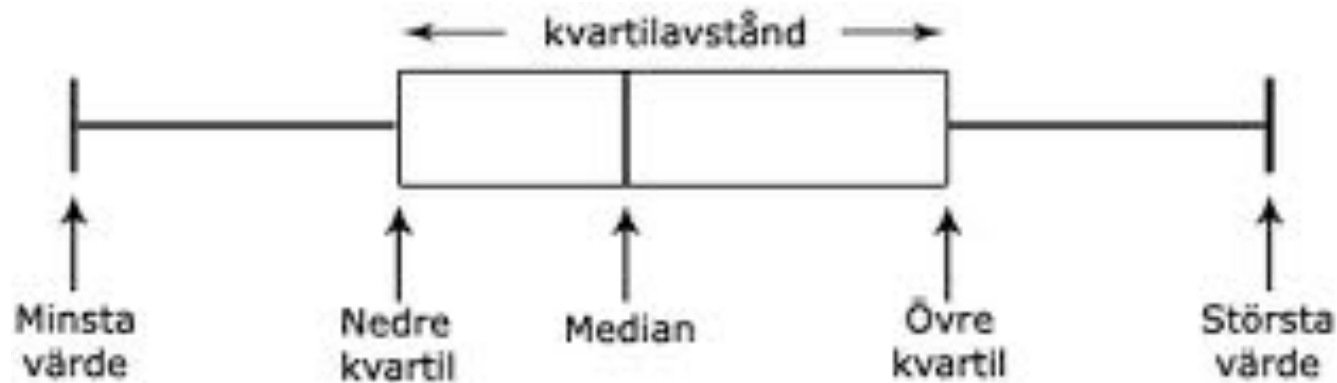 kvartilavstånd
Minsta
värde
Nedre
kvartil
Median
Övre
kvartil
Största
värde